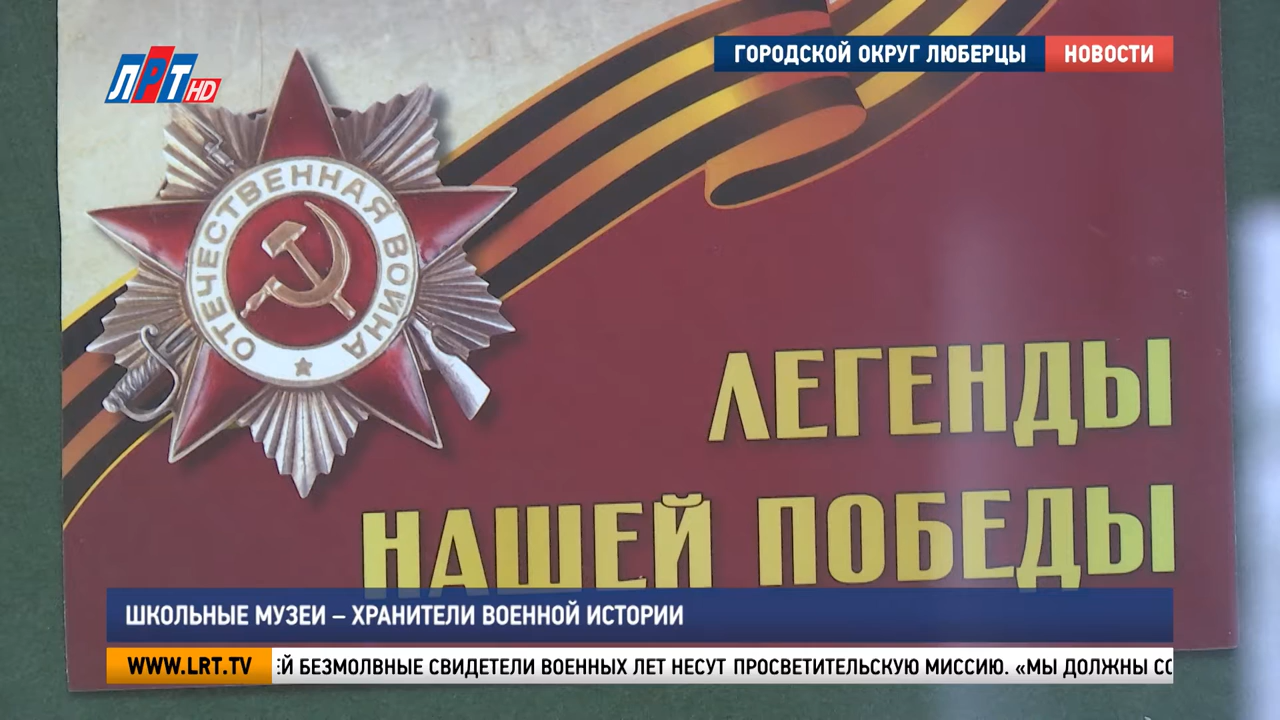 ЛРТ HD
ГОРОДСКОЙ ОКРУГ ЛЮБЕРЦЫ НОВОСТИ
ОТЕЧЕСТВЕННАЯ ВОЙНА
ЛЕГЕНДЫ
НАШЕЙ ПОБЕДЫ
ШКОЛЬНЫЕ МУЗЕИ – ХРАНИТЕЛИ ВОЕННОЙ ИСТОРИИ
WWW.LRT.TV
БЕЗМОЛВНЫЕ СВИДЕТЕЛИ ВОЕННЫХ ЛЕТ НЕСУТ ПРОСВЕТИТЕЛЬСКУЮ МИССИЮ. «МЫ ДОЛЖНЫ